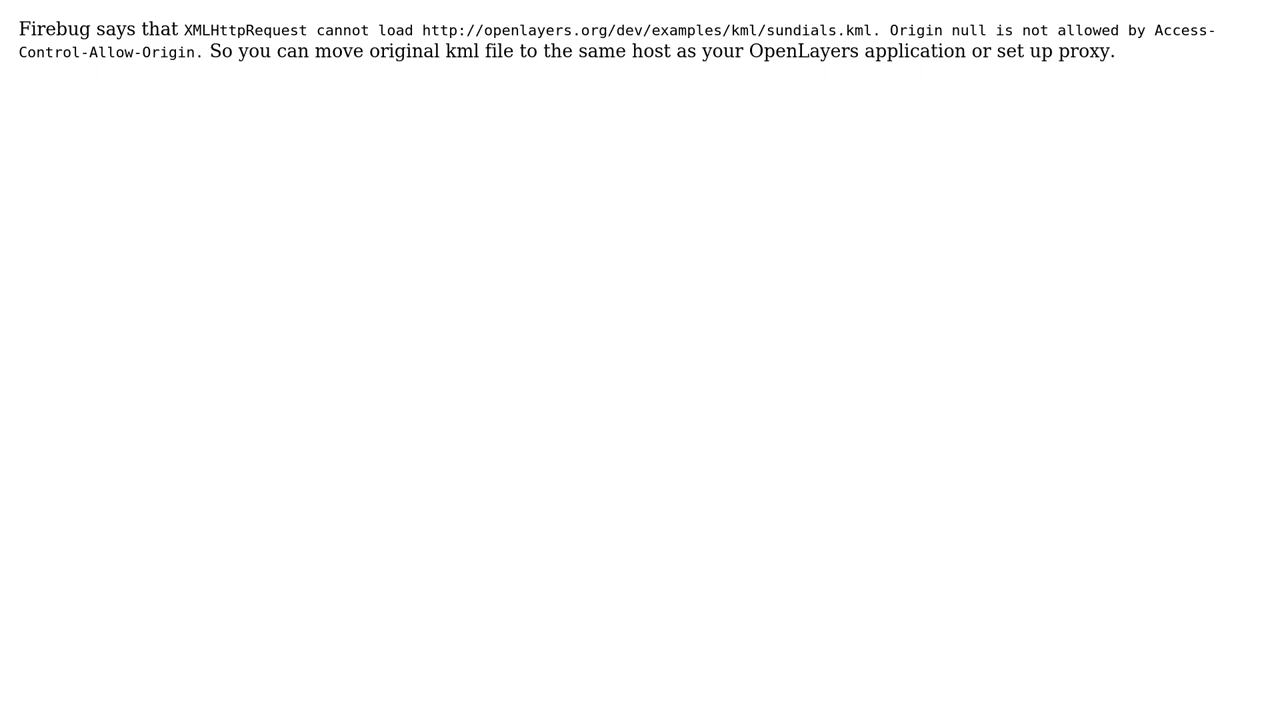 Firebug says that XMLHttpRequest cannot load http://openlayers.org/dev/examples/kml/sundials.kml. Origin null is not allowed by Access-
Control-Allow-Origin. So you can move original kml file to the same host as your OpenLayers application or set up proxy.